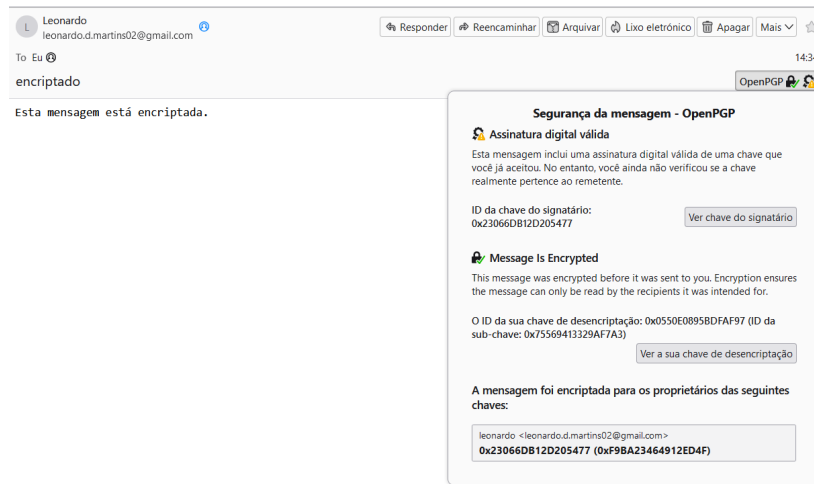 L
Leonardo
leonardo.d.martins02@gmail.com
Responder Reencaminhar Arquivar Lixo eletrónico Apagar Mais
To Eu
14:34
encriptado
OpenPGP
Esta mensagem está encriptada.
Segurança da mensagem - OpenPGP
Assinatura digital válida
Esta mensagem inclui uma assinatura digital válida de uma chave que
você já aceitou. No entanto, você ainda não verificou se a chave
realmente pertence ao remetente.
ID da chave do signatário:
0x23066DB12D205477
Ver chave do signatário
Message Is Encrypted
This message was encrypted before it was sent to you. Encryption ensures
the message can only be read by the recipients it was intended for.
O ID da sua chave de desencriptação: 0x0550E0895BDFAF97 (ID da
sub-chave: 0x75569413329AF7A3)
Ver a sua chave de desencriptação
A mensagem foi encriptada para os proprietários das seguintes
chaves:
leonardo <leonardo.d.martins02@gmail.com>
0x23066DB12D205477 (0xF9BA23464912ED4F)